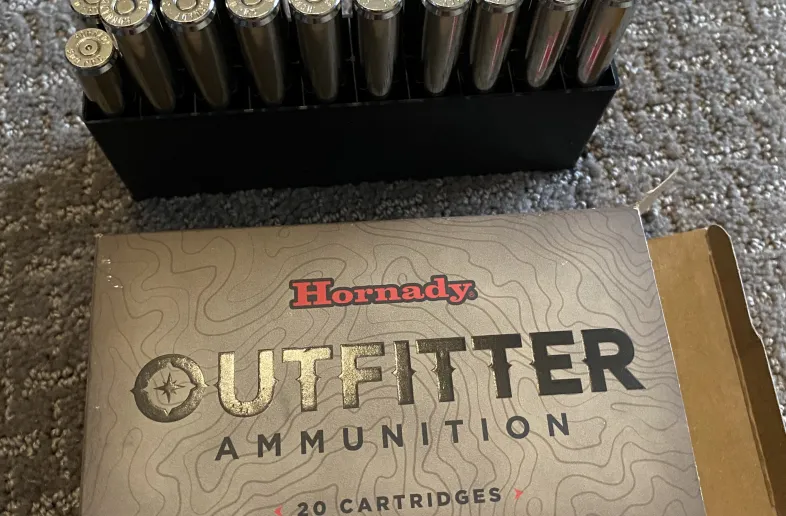 Hornady
OUTFITTER
AMMUNITION
20 CARTRIDGES